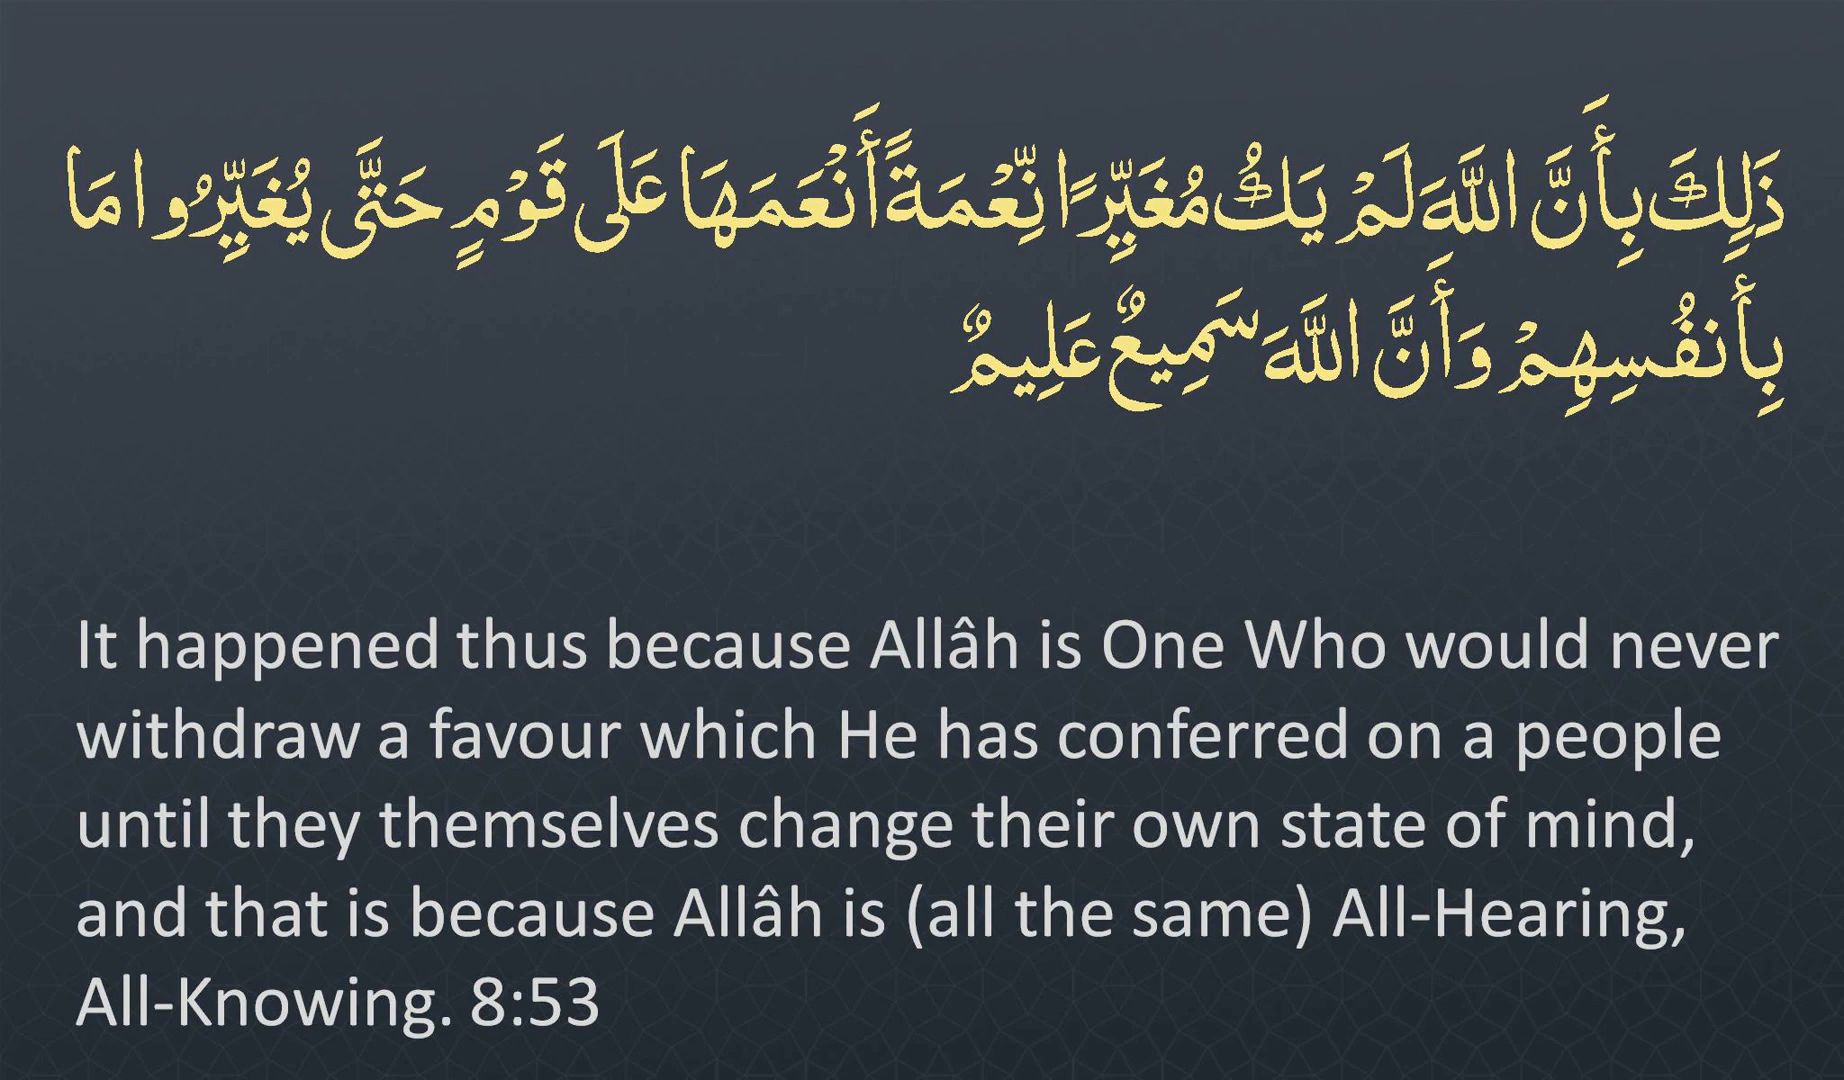 ذَلِكَ بِأَنَّ اللَّهَ لَمْ يَكُ مُغَيِّرًا نِّعْمَةً أَنْعَمَهَا عَلَى قَوْمٍ حَتَّى يُغَيِّرُوا مَا
بِأَنفُسِهِمْ وَأَنَّ اللَّهَ سَمِيعٌ عَلِيمٌ
It happened thus because Allâh is One Who would never
withdraw a favour which He has conferred on a people
until they themselves change their own state of mind,
and that is because Allâh is (all the same) All-Hearing,
All-Knowing. 8:53